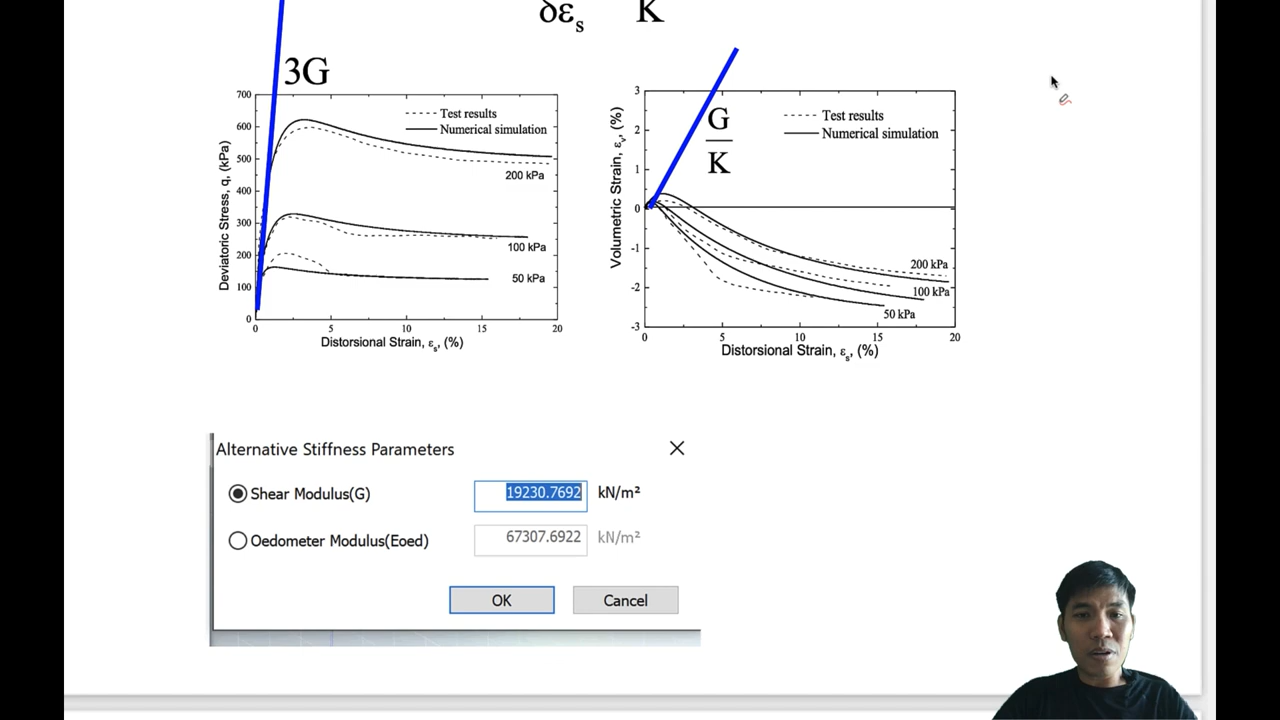 δεs K
3G
700
600
500
400
300
200
100
0
Deviatoric Stress, q, (kPa)
Test results
Numerical simulation
200 kPa
100 kPa
50 kPa
0 5 10 15 20
Distorsional Strain, εs, (%)
3
2
1
0
-1
-2
-3
Volumetric Strain, εv, (%)
G
K
Test results
Numerical simulation
200 kPa
100 kPa
50 kPa
0 5 10 15 20
Distorsional Strain, εs, (%)
Alternative Stiffness Parameters
Shear Modulus(G) 19230.7692 kN/m²
Oedometer Modulus(Eoed) 67307.6922 kN/m²
OK Cancel